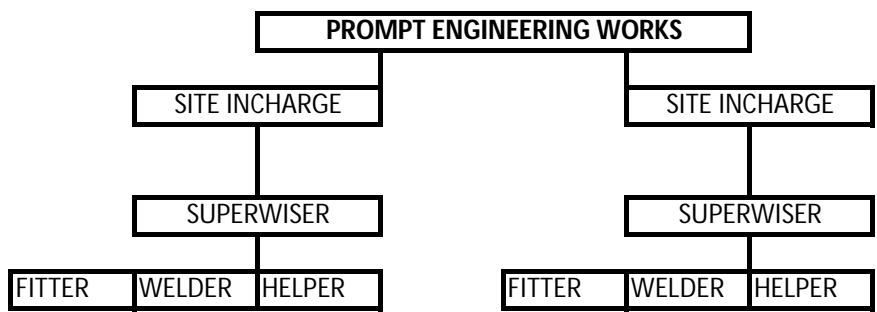 PROMPT ENGINEERING WORKS
SITE INCHARGE SITE INCHARGE
SUPERWISER SUPERWISER
FITTER WELDER HELPER FITTER WELDER HELPER